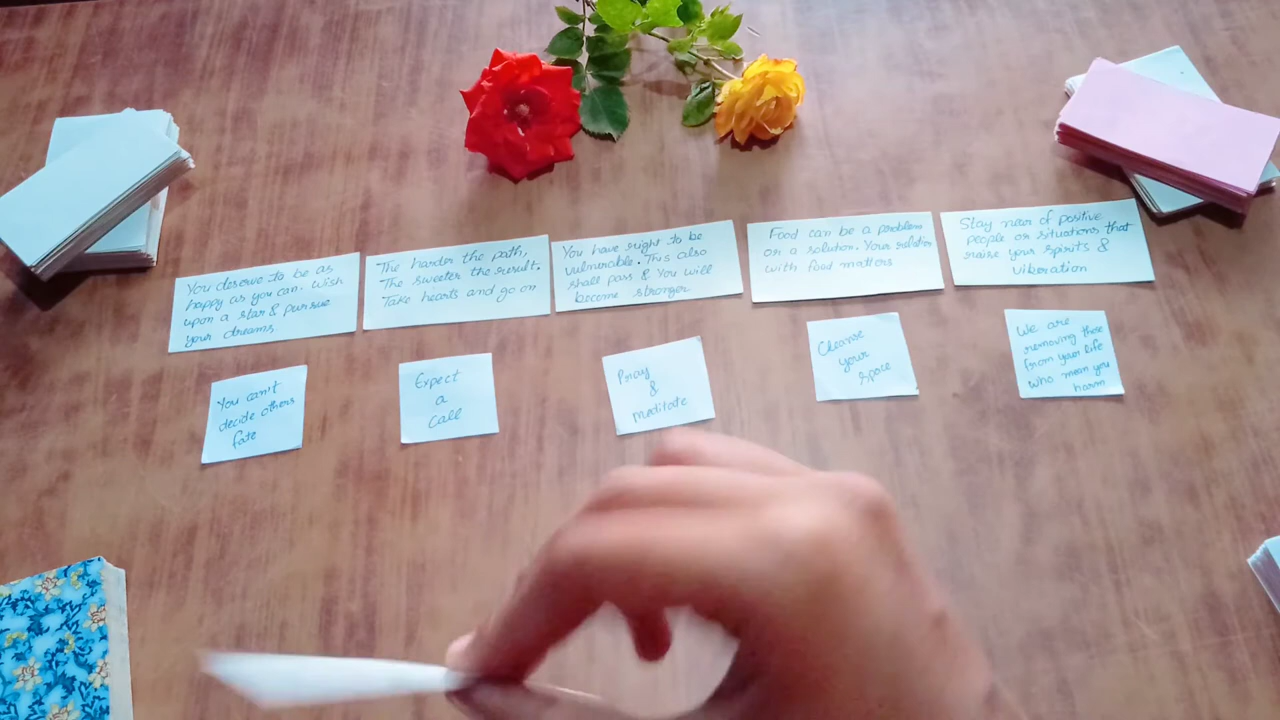 You deserve to be as
happy as you can. Wish
upon a star & pursue
your dreams
The harder the path,
The sweeter the result.
Take hearts and go on
You have right to be
vulnerable. This also
shall pass & You will
become stronger
Food can be a problem
or a solution. Your relation
with food matters
Stay near of positive
people or situations that
raise your spirits &
Viberation
You can't
decide others
fate
Expect
a
call
Pray
&
meditate
Cleanse
your
space
We are
removing those
from your life
who mean you
harm